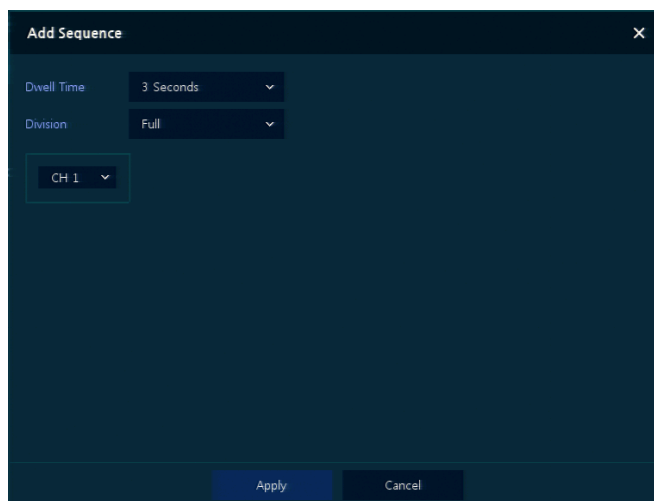 Add Sequence
Dwell Time 3 Seconds
Division Full
CH 1
Apply Cancel